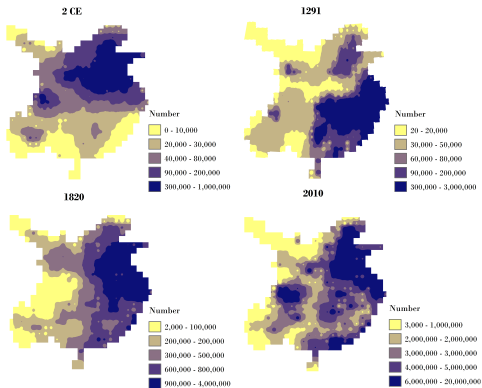 2 CE
Number
0 - 10,000
20,000 - 30,000
40,000 - 80,000
90,000 - 200,000
300,000 - 1,000,000
1291
Number
20 - 20,000
30,000 - 50,000
60,000 - 80,000
90,000 - 200,000
300,000 - 3,000,000
1820
Number
2,000 - 100,000
200,000 - 200,000
300,000 - 500,000
600,000 - 800,000
900,000 - 4,000,000
2010
Number
3,000 - 1,000,000
2,000,000 - 2,000,000
3,000,000 - 3,000,000
4,000,000 - 5,000,000
6,000,000 - 20,000,000